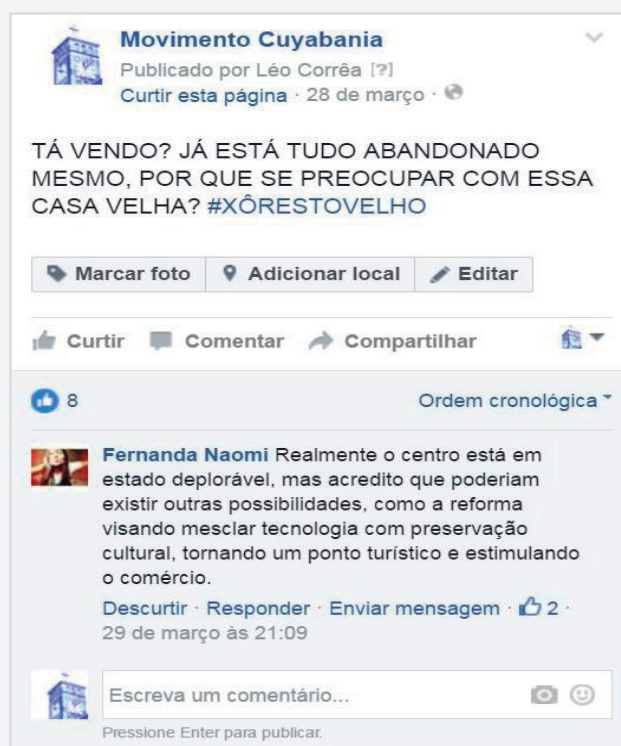 Movimento Cuyabania
Publicado por Léo Corrêa [?]
Curtir esta página · 28 de março ·
TÁ VENDO? JÁ ESTÁ TUDO ABANDONADO
MESMO, POR QUE SE PREOCUPAR COM ESSA
CASA VELHA? #XÔRESTOVELHO
Marcar foto Adicionar local Editar
Curtir Comentar Compartilhar
8 Ordem cronológica
Fernanda Naomi Realmente o centro está em
estado deplorável, mas acredito que poderiam
existir outras possibilidades, como a reforma
visando mesclar tecnologia com preservação
cultural, tornando um ponto turístico e estimulando
o comércio.
Descurtir · Responder · Enviar mensagem · 2 ·
29 de março às 21:09
Escreva um comentário...
Pressione Enter para publicar.